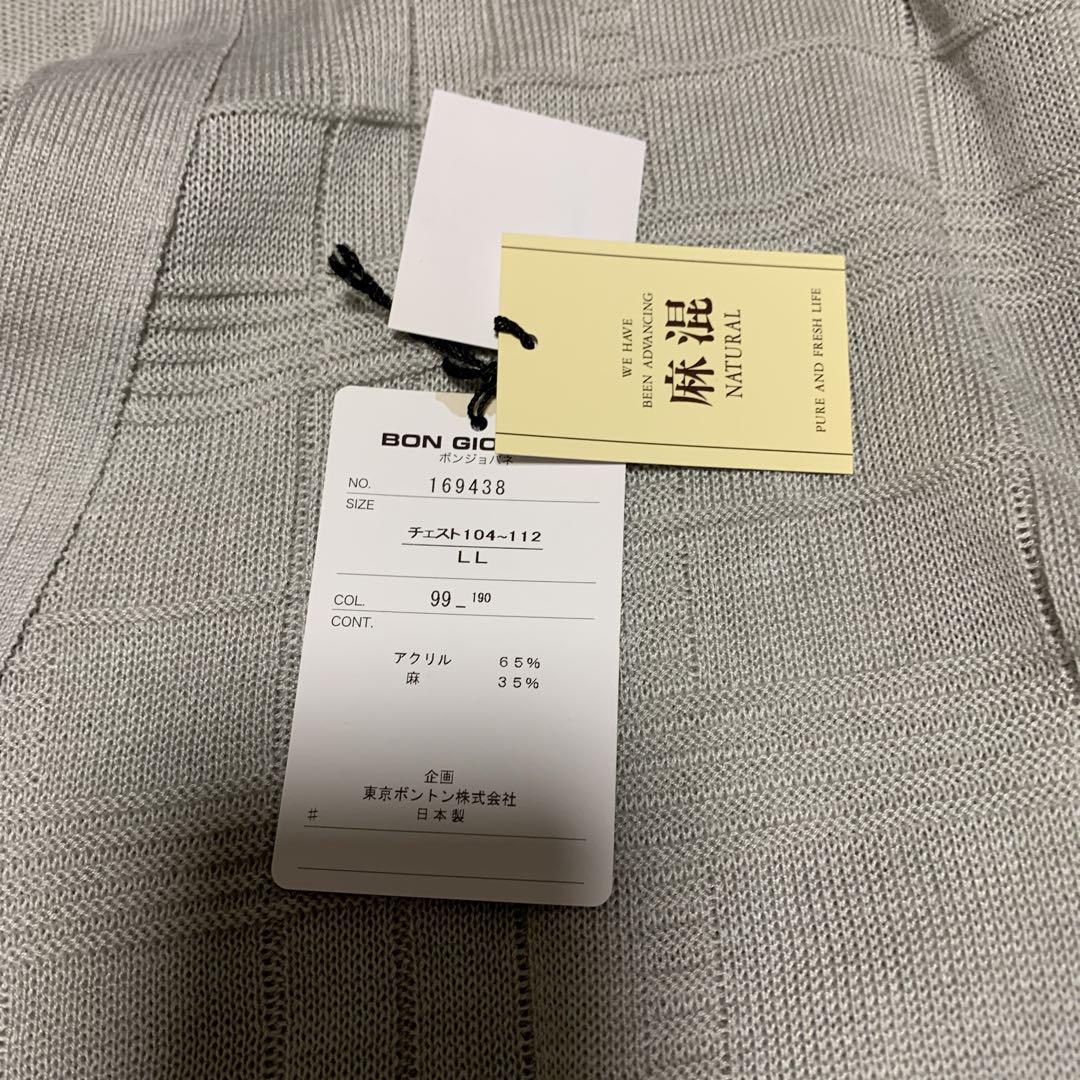 WE HAVE
BEEN ADVANCING
麻混
NATURAL
PURE AND FRESH LIFE
BON GIO
ボンジョバネ
NO. 169438
SIZE
チェスト104~112
LL
COL. 99_190
CONT.
アクリル 65%
麻 35%
企画
東京ボントン株式会社
# 日本製